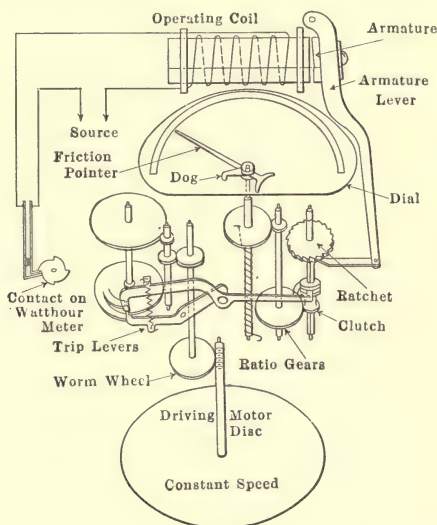 Operating Coil
Armature
Armature
Lever
Source
Friction
Pointer
Dog
Dial
Contact on
Watthour
Meter
Ratchet
Clutch
Trip Levers
Ratio Gears
Worm Wheel
Driving Motor
Disc
Constant Speed